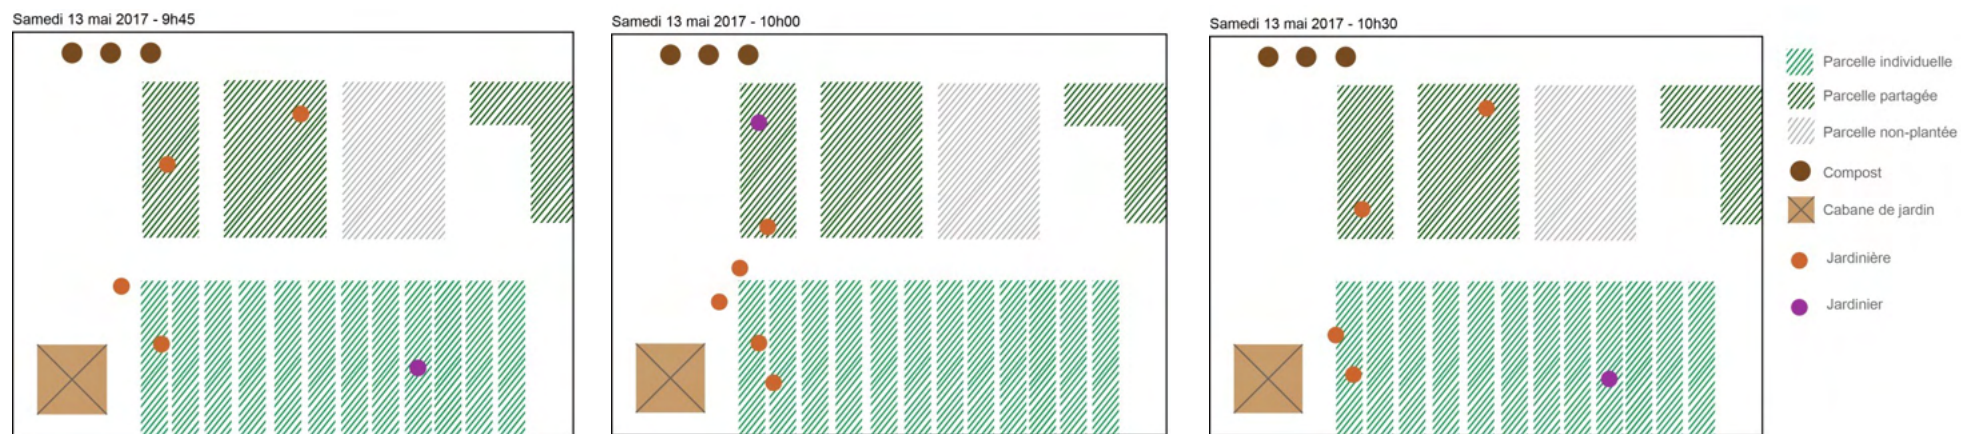 Samedi 13 mai 2017 - 9h45
Samedi 13 mai 2017 - 10h00
Samedi 13 mai 2017 - 10h30
Parcelle individuelle
Parcelle partagée
Parcelle non-plantée
Compost
Cabane de jardin
Jardinière
Jardinier